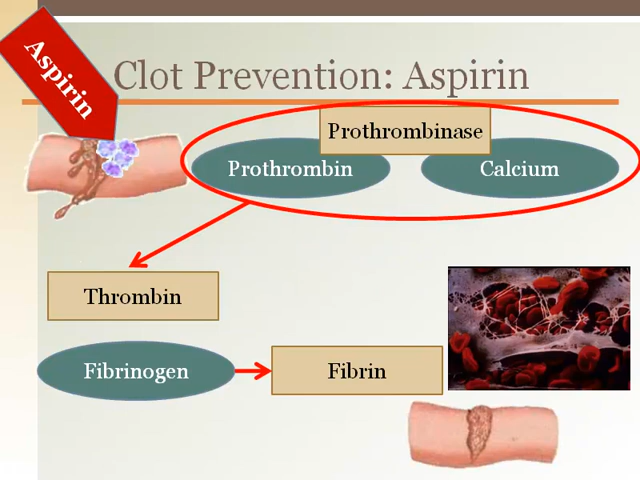 Aspirin
Clot Prevention: Aspirin
Prothrombinase
Prothrombin
Calcium
Thrombin
Fibrinogen
Fibrin